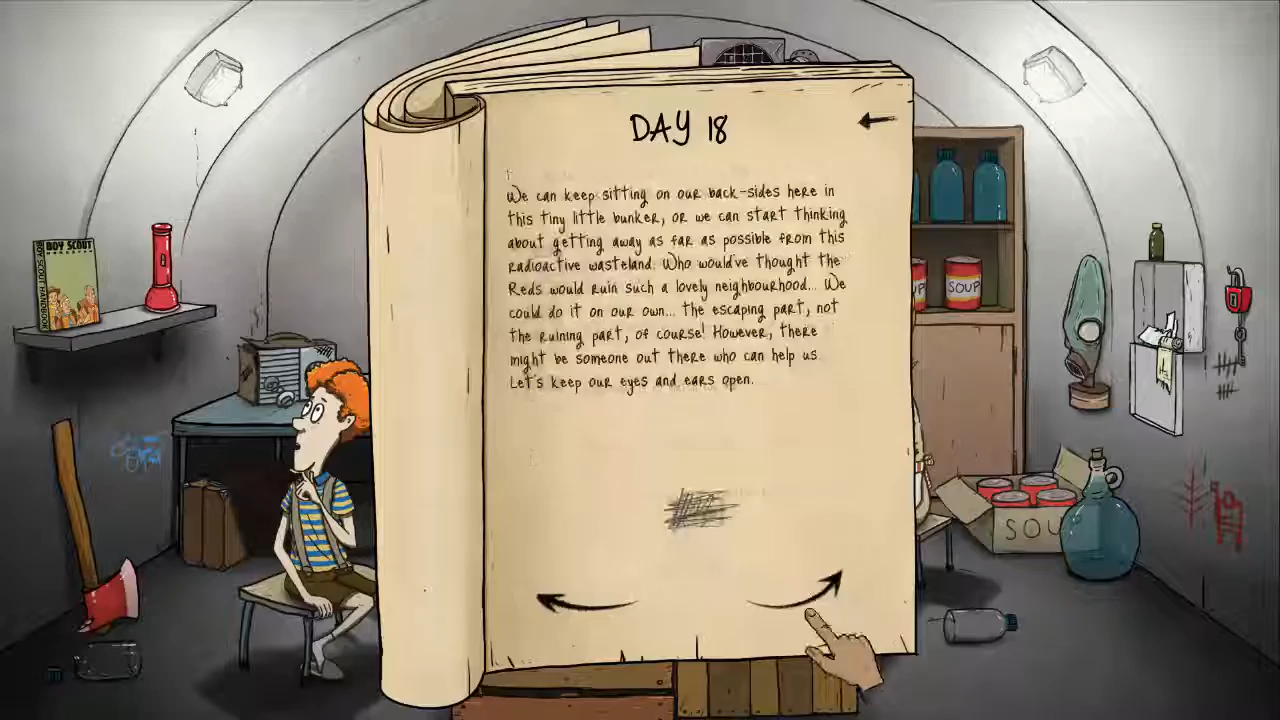 DAY 18
We can keep sitting on our back-sides here in
this tiny little bunker, or we can start thinking
about getting away as far as possible from this
radioactive wasteland. Who would've thought the
Reds would ruin such a lovely neighbourhood... We
could do it on our own... the escaping part, not
the ruining part, of course! However, there
might be someone out there who can help us.
Let's keep our eyes and ears open.
BOY SCOUT
BOY SCOUT HANDBOOK
UP
SOUP
SOU